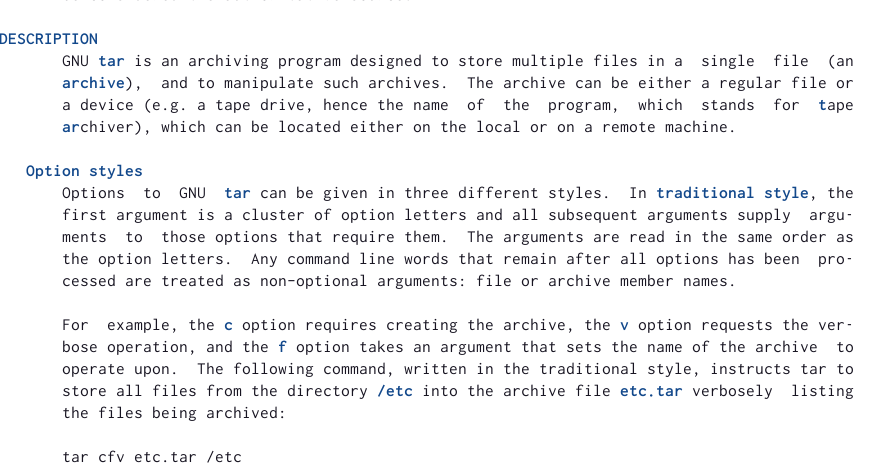 DESCRIPTION
GNU tar is an archiving program designed to store multiple files in a single file (an
archive), and to manipulate such archives. The archive can be either a regular file or
a device (e.g. a tape drive, hence the name of the program, which stands for tape
archiver), which can be located either on the local or on a remote machine.
Option styles
Options to GNU tar can be given in three different styles. In traditional style, the
first argument is a cluster of option letters and all subsequent arguments supply argu-
ments to those options that require them. The arguments are read in the same order as
the option letters. Any command line words that remain after all options has been pro-
cessed are treated as non-optional arguments: file or archive member names.
For example, the c option requires creating the archive, the v option requests the ver-
bose operation, and the f option takes an argument that sets the name of the archive to
operate upon. The following command, written in the traditional style, instructs tar to
store all files from the directory /etc into the archive file etc.tar verbosely listing
the files being archived:
tar cfv etc.tar /etc